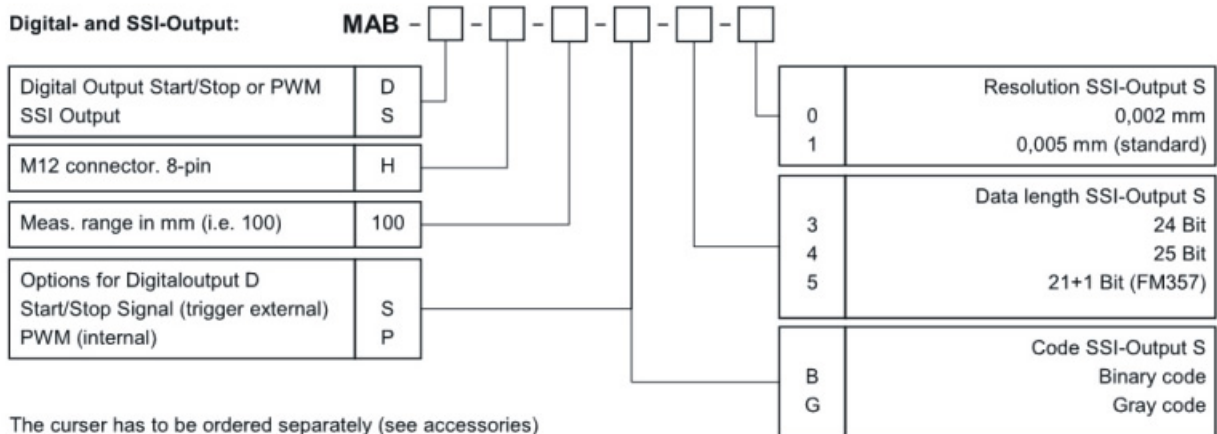 Digital- and SSI-Output: MAB - - - - - -
Digital Output Start/Stop or PWM D
SSI Output S
M12 connector. 8-pin H
Meas. range in mm (i.e. 100) 100
Options for Digitaloutput D
Start/Stop Signal (trigger external) S
PWM (internal) P
The curser has to be ordered separately (see accessories)
Resolution SSI-Output S
0 0,002 mm
1 0,005 mm (standard)
Data length SSI-Output S
3 24 Bit
4 25 Bit
5 21+1 Bit (FM357)
Code SSI-Output S
B Binary code
G Gray code